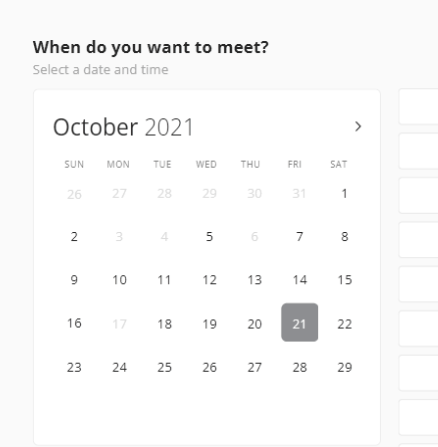 When do you want to meet?
Select a date and time
October 2021
SUN MON TUE WED THU FRI SAT
26 27 28 29 30 31 1
2 3 4 5 6 7 8
9 10 11 12 13 14 15
16 17 18 19 20 21 22
23 24 25 26 27 28 29